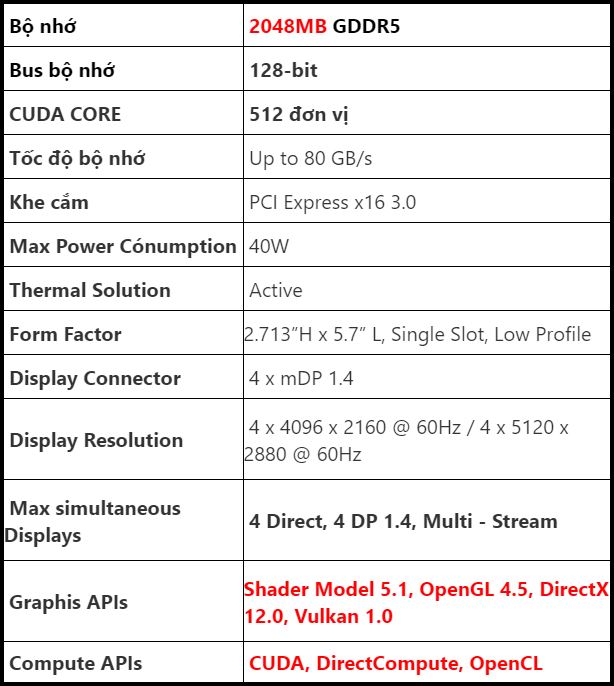 Bộ nhớ 2048MB GDDR5
Bus bộ nhớ 128-bit
CUDA CORE 512 đơn vị
Tốc độ bộ nhớ Up to 80 GB/s
Khe cắm PCI Express x16 3.0
Max Power Cónumption 40W
Thermal Solution Active
Form Factor 2.713”H x 5.7” L, Single Slot, Low Profile
Display Connector 4 x mDP 1.4
Display Resolution 4 x 4096 x 2160 @ 60Hz / 4 x 5120 x
2880 @ 60Hz
Max simultaneous
Displays 4 Direct, 4 DP 1.4, Multi - Stream
Graphis APIs Shader Model 5.1, OpenGL 4.5, DirectX
12.0, Vulkan 1.0
Compute APIs CUDA, DirectCompute, OpenCL